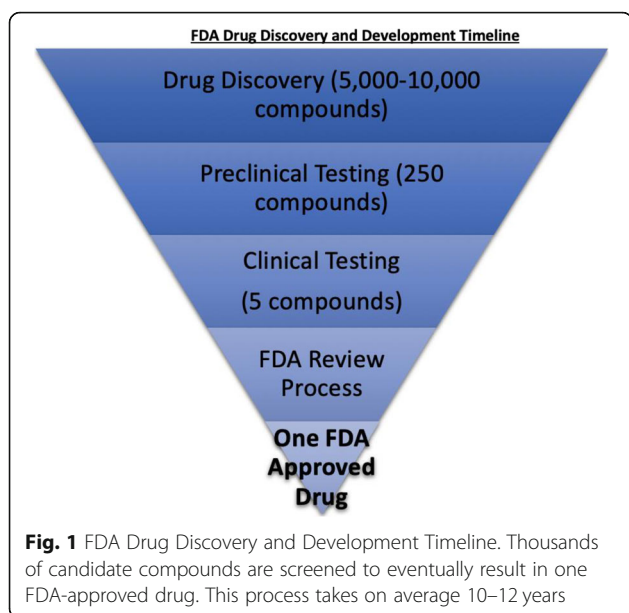 FDA Drug Discovery and Development Timeline
Drug Discovery (5,000-10,000
compounds)
Preclinical Testing (250
compounds)
Clinical Testing
(5 compounds)
FDA Review
Process
One FDA
Approved
Drug
Fig. 1 FDA Drug Discovery and Development Timeline. Thousands
of candidate compounds are screened to eventually result in one
FDA-approved drug. This process takes on average 10–12 years